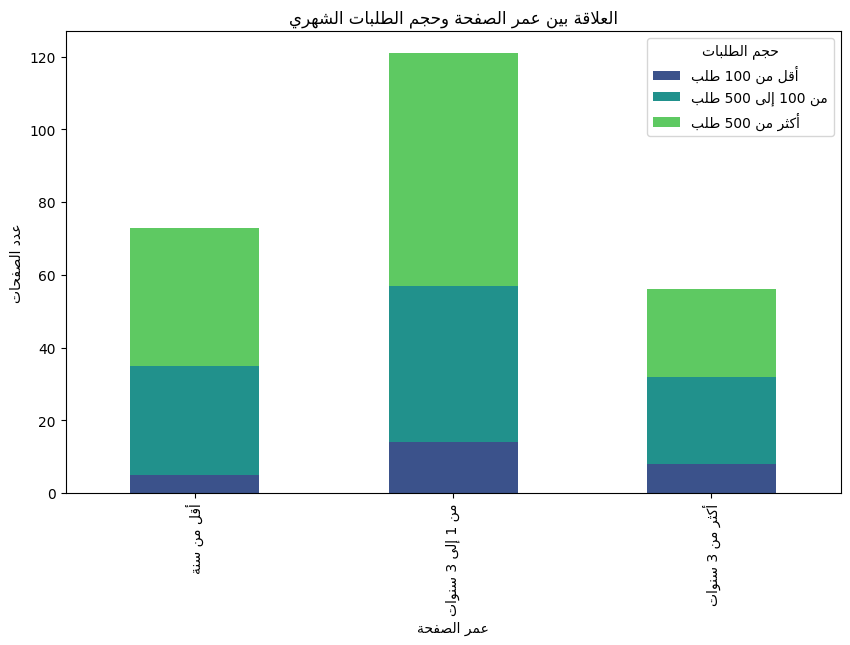 العلاقة بين عمر الصفحة وحجم الطلبات الشهري
حجم الطلبات
أقل من 100 طلب
من 100 إلى 500 طلب
أكثر من 500 طلب
عدد الصفحات
120
100
80
60
40
20
0
أقل من سنة
من 1 إلى 3 سنوات
أكثر من 3 سنوات
عمر الصفحة